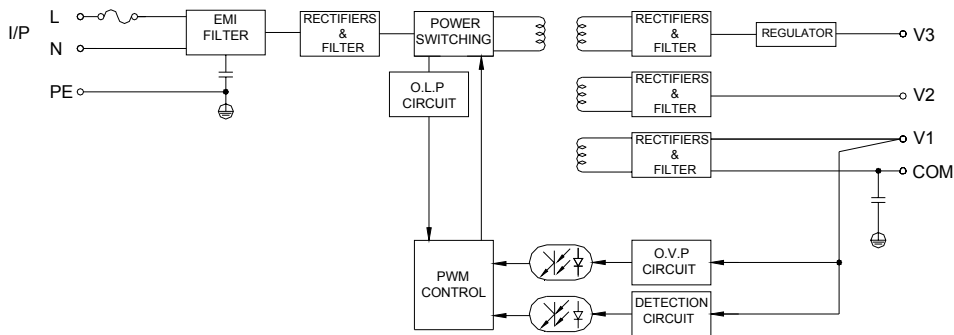 I/P
L
N
PE
EMI
FILTER
RECTIFIERS
&
FILTER
POWER
SWITCHING
O.L.P
CIRCUIT
RECTIFIERS
&
FILTER
REGULATOR
V3
RECTIFIERS
&
FILTER
V2
RECTIFIERS
&
FILTER
V1
COM
PWM
CONTROL
O.V.P
CIRCUIT
DETECTION
CIRCUIT